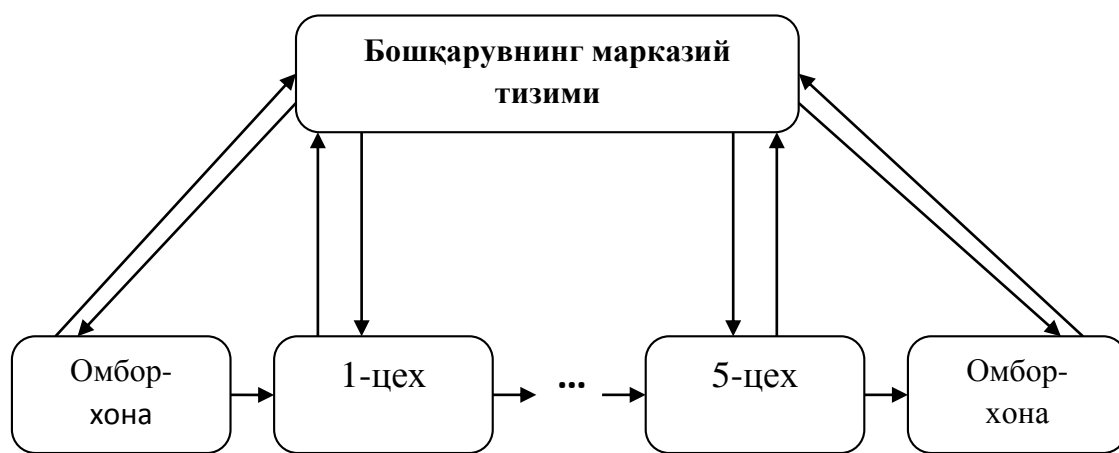 Бошқарувнинг марказий
тизими
Омбор-
хона
1-цех
...
5-цех
Омбор-
хона